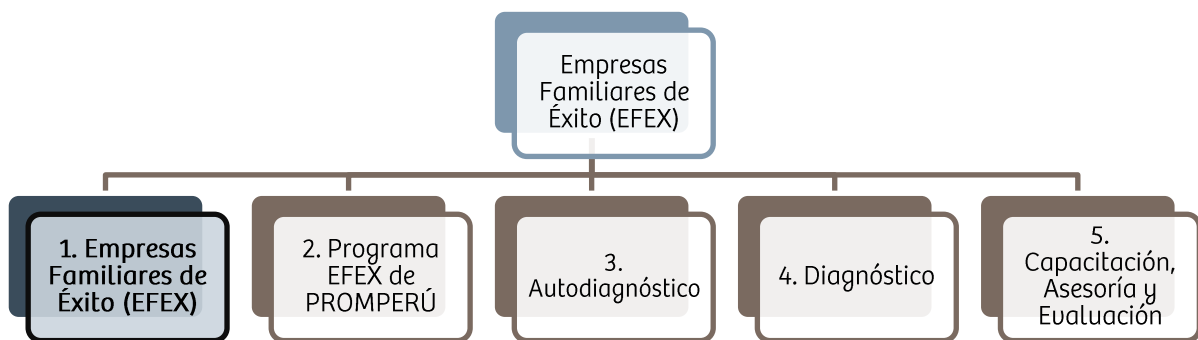 Empresas
Familiares de
Éxito (EFEX)
1. Empresas
Familiares de
Éxito (EFEX)
2. Programa
EFEX de
PROMPERÚ
3.
Autodiagnóstico
4. Diagnóstico
5.
Capacitación,
Asesoría y
Evaluación